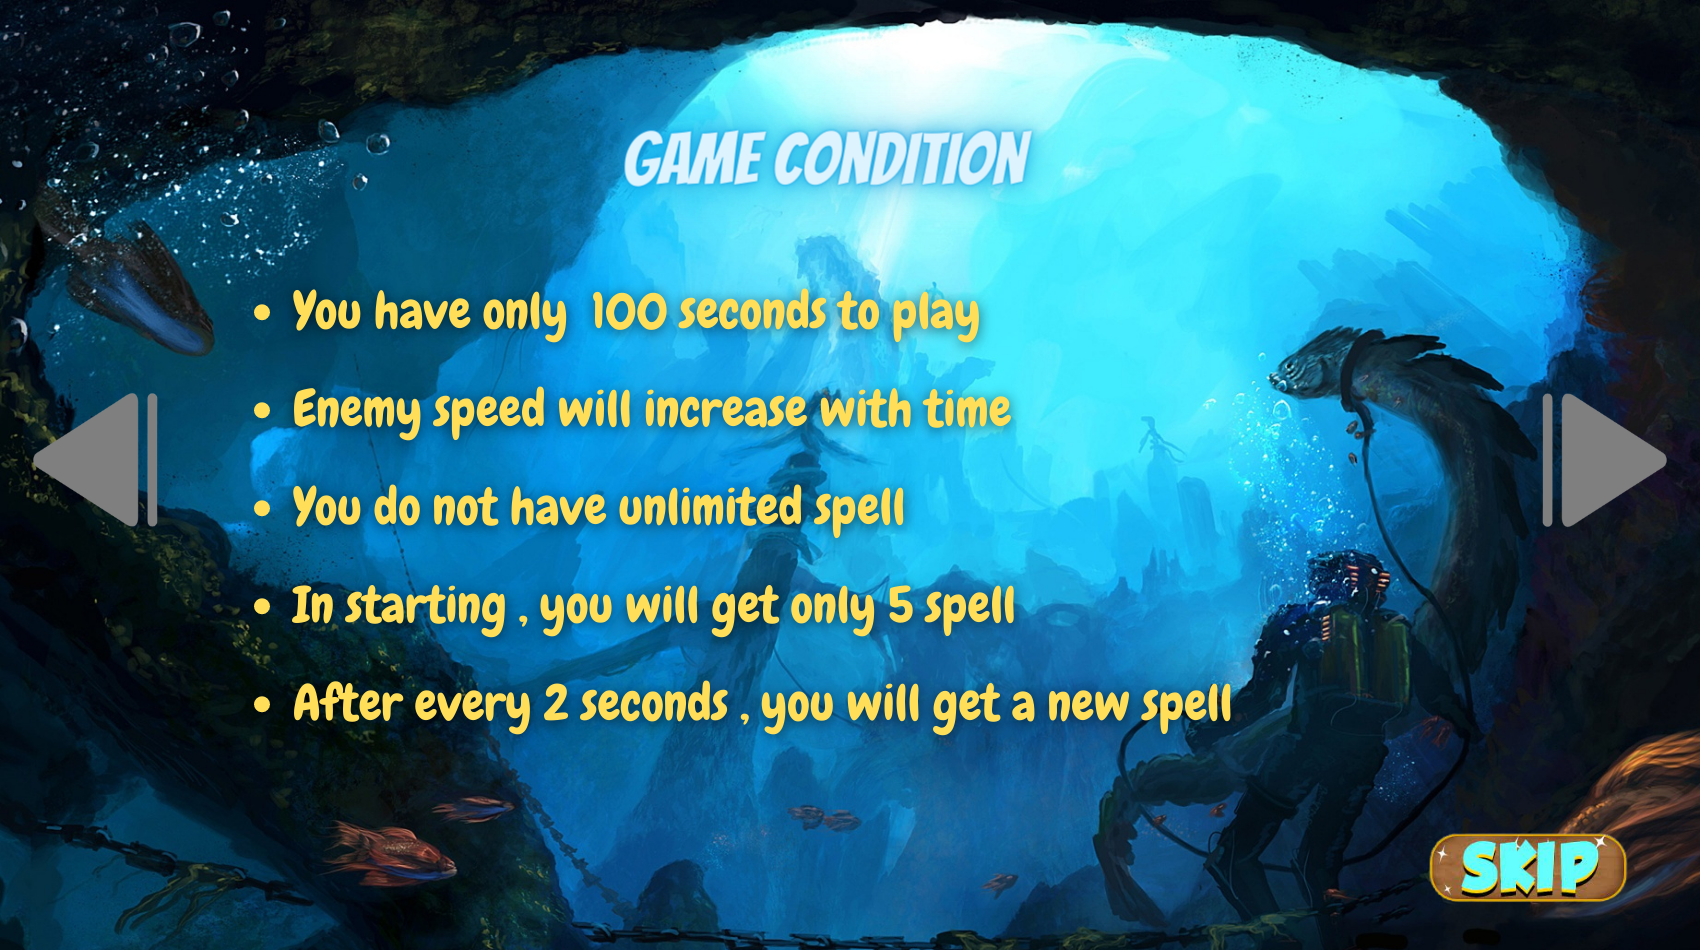 GAME CONDITION
• You have only 100 seconds to play
• Enemy speed will increase with time
• You do not have unlimited spell
• In starting , you will get only 5 spell
• After every 2 seconds , you will get a new spell
SKIP